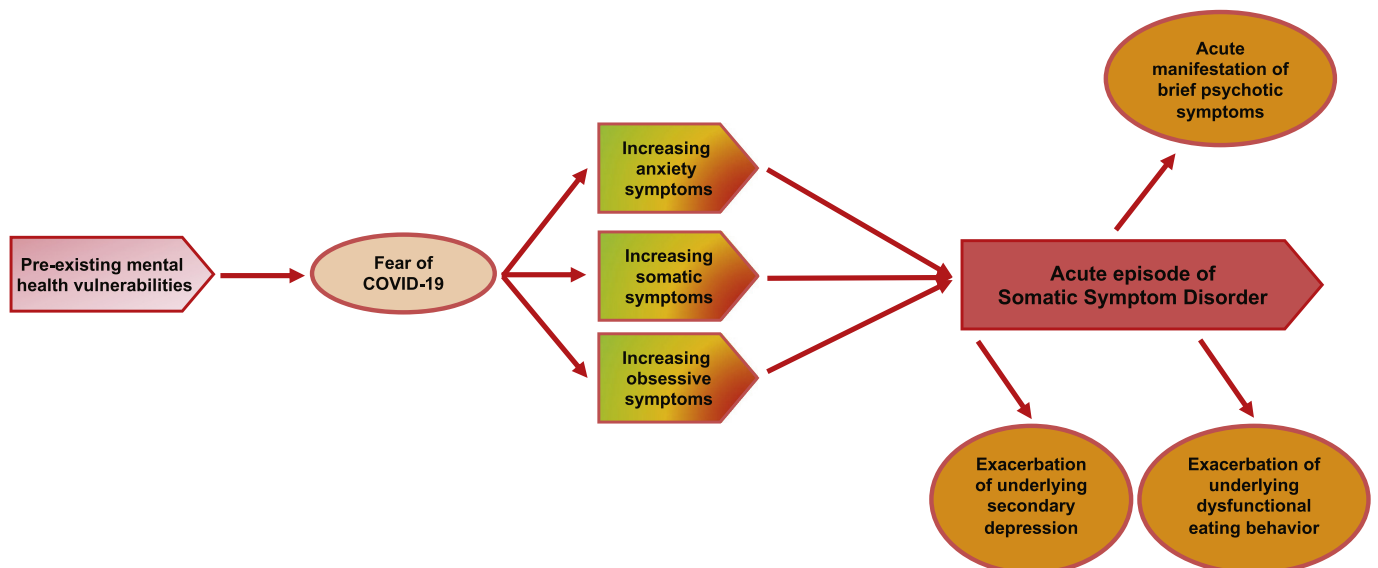 Pre-existing mental
health vulnerabilities
Fear of
COVID-19
Increasing
anxiety
symptoms
Increasing
somatic
symptoms
Increasing
obsessive
symptoms
Acute episode of
Somatic Symptom Disorder
Acute
manifestation of
brief psychotic
symptoms
Exacerbation
of underlying
secondary
depression
Exacerbation of
underlying
dysfunctional
eating behavior